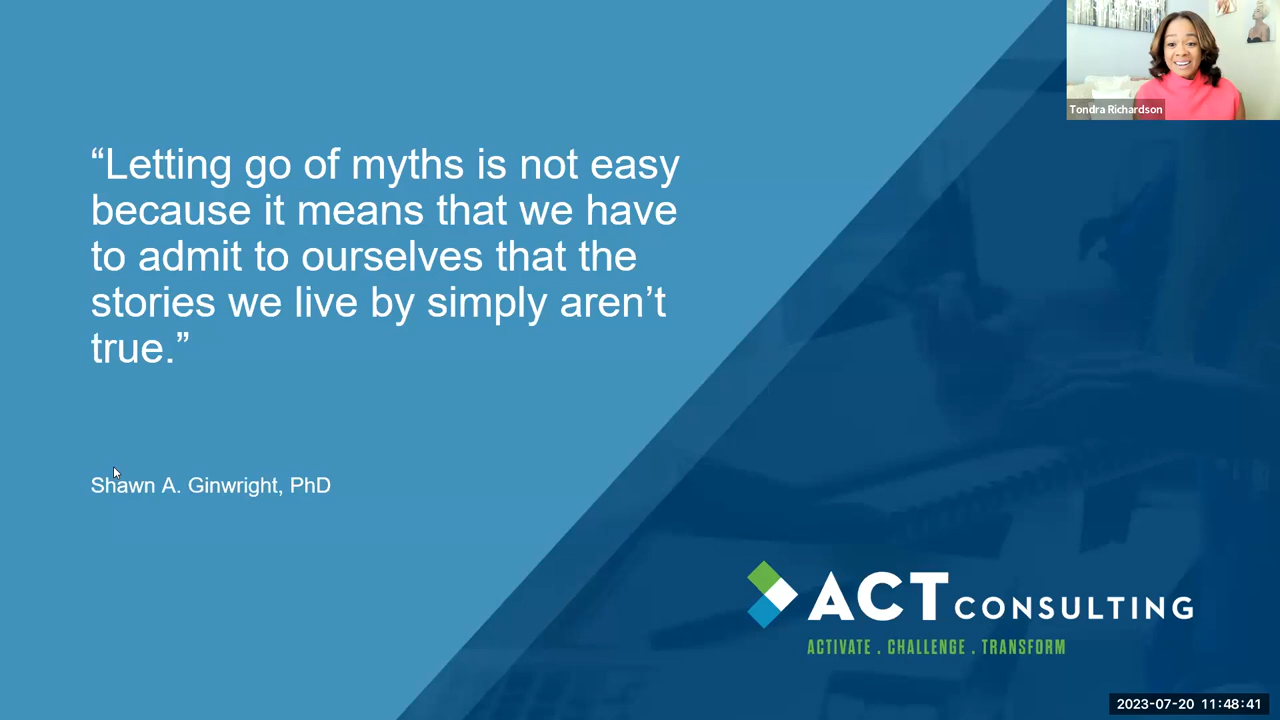 Tondra Richardson
“Letting go of myths is not easy
because it means that we have
to admit to ourselves that the
stories we live by simply aren’t
true.”
Shawn A. Ginwright, PhD
ACT CONSULTING
ACTIVATE . CHALLENGE . TRANSFORM
2023-07-20 11:48:41